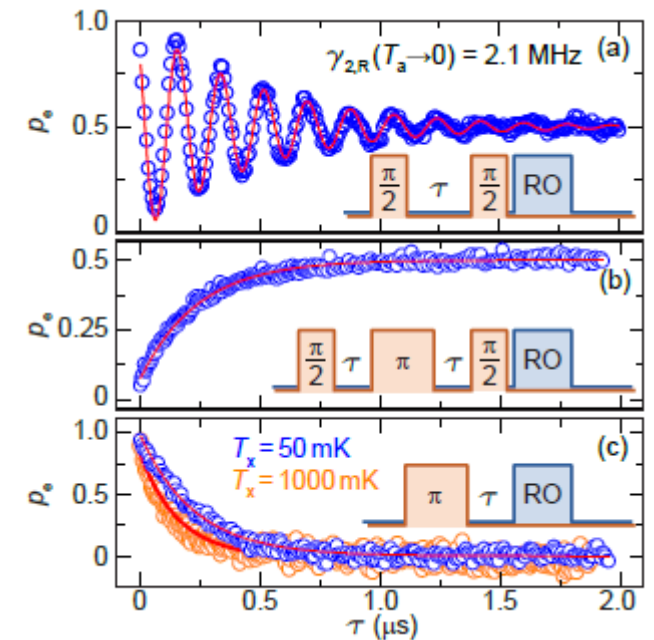 1.0
(a)
γ2,R(Ta→0) = 2.1 MHz
pe
0.5
π/2 τ π/2 RO
0
0.5
(b)
pe
0.25
π/2 τ π τ π/2 RO
0
1.0
Tx = 50 mK
(c)
Tx = 1000 mK
pe
0.5
π τ RO
0
0 0.5 1.0 1.5 2.0
τ (μs)